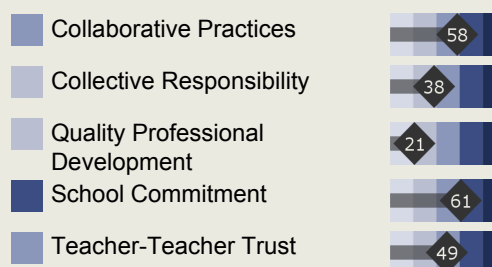 Collaborative Practices 58
Collective Responsibility 38
Quality Professional
Development 21
School Commitment 61
Teacher-Teacher Trust 49